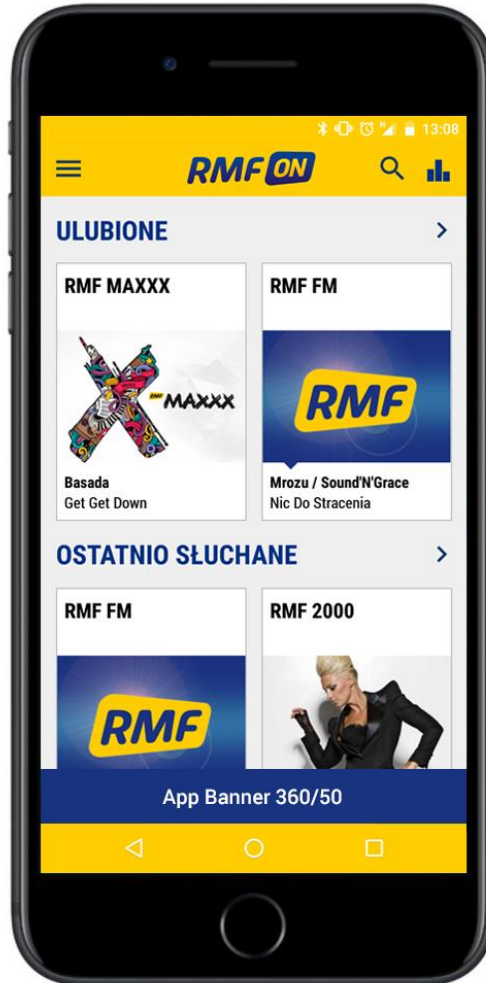 13:08
RMF ON
ULUBIONE
RMF MAXXX
RMF FM
RMF MAXXX
RMF
Basada
Get Get Down
Mrozu / Sound'N'Grace
Nic Do Stracenia
OSTATNIO SŁUCHANE
RMF FM
RMF 2000
RMF
App Banner 360/50